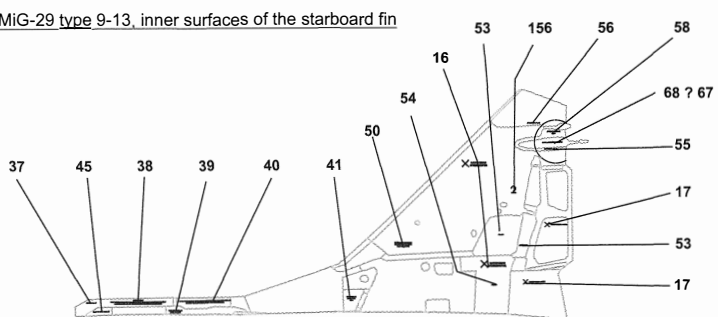 MiG-29 type 9-13, inner surfaces of the starboard fin
53 156 56 58
16
54 68 ? 67
50 55
37 45 38 39 40 41
17
2
53
17